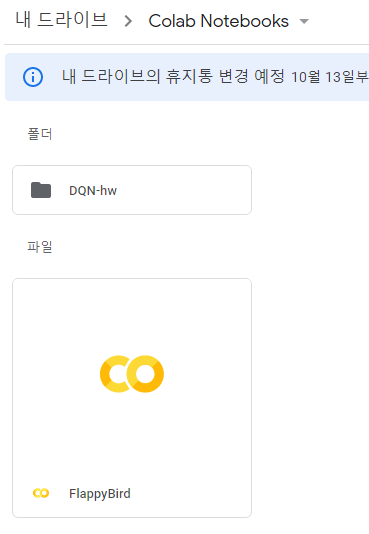 내 드라이브 > Colab Notebooks
내 드라이브의 휴지통 변경 예정 10월 13일부
폴더
DQN-hw
파일
FlappyBird